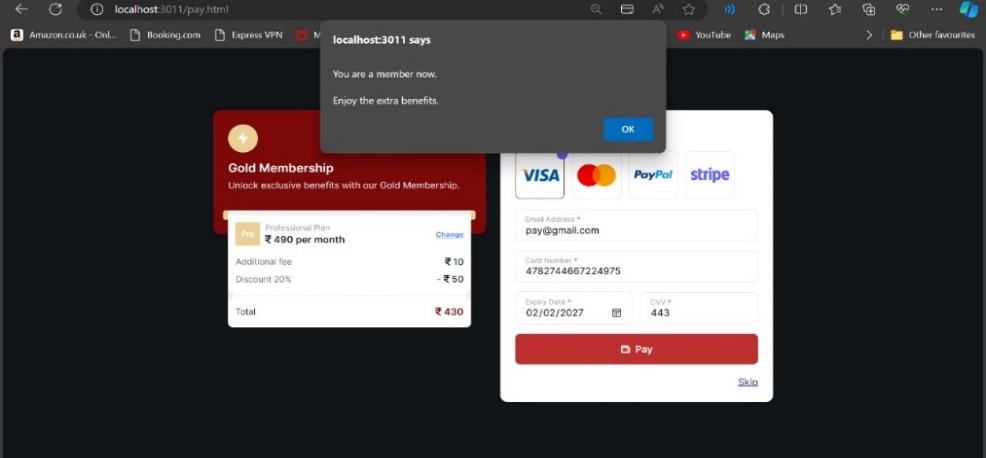 localhost:3011/pay.html
Amazon.co.uk - Onl...
Booking.com
Express VPN
M
YouTube
Maps
Other favourites
localhost:3011 says
You are a member now.
Enjoy the extra benefits.
OK
Gold Membership
Unlock exclusive benefits with our Gold Membership.
Pro
Professional Plan
₹ 490 per month
Change
Additional fee ₹ 10
Discount 20% - ₹ 50
Total ₹ 430
VISA
PayPal
stripe
Email Address *
pay@gmail.com
Card Number *
4782744667224975
Expiry Date *
02/02/2027
CVV *
443
Pay
Skip